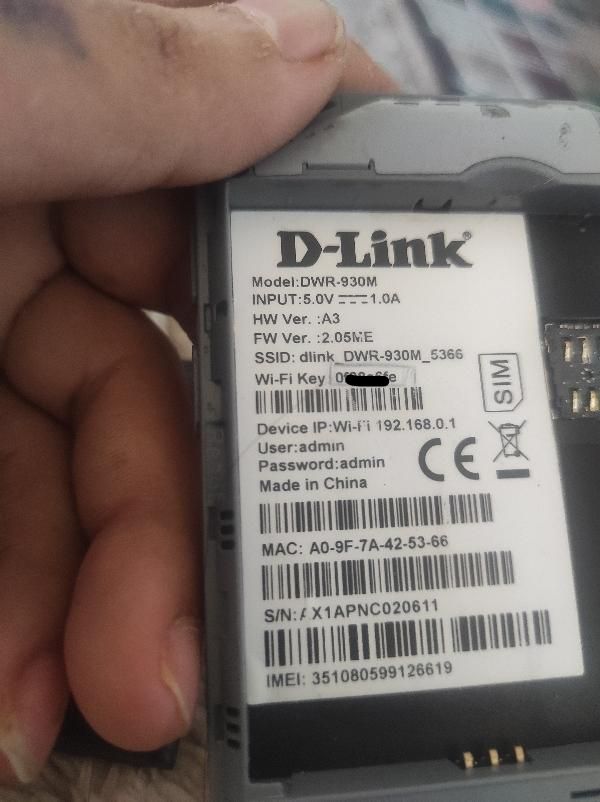 D-Link®
Model:DWR-930M
INPUT:5.0V ⎓1.0A
HW Ver. :A3
FW Ver. :2.05ME
SSID: dlink_DWR-930M_5366
Wi-Fi Key:
SIM
Device IP:Wi-Fi 192.168.0.1
User:admin
Password:admin
CE
Made in China
MAC: A0-9F-7A-42-53-66
S/N: AX1APNC020611
IMEI: 351080599126619